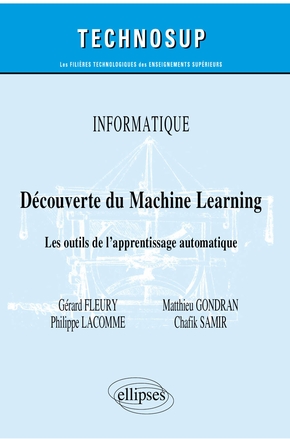 TECHNOSUP
Les FILIÈRES TECHNOLOGIQUES des ENSEIGNEMENTS SUPÉRIEURS
INFORMATIQUE
Découverte du Machine Learning
Les outils de l'apprentissage automatique
Gérard FLEURY Matthieu GONDRAN
Philippe LACOMME Chafik SAMIR
ellipses